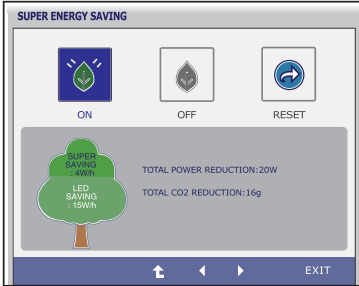 SUPER ENERGY SAVING
ON OFF RESET
SUPER
SAVING
: 4W/h
LED
SAVING
: 15W/h
TOTAL POWER REDUCTION:20W
TOTAL CO2 REDUCTION:16g
EXIT